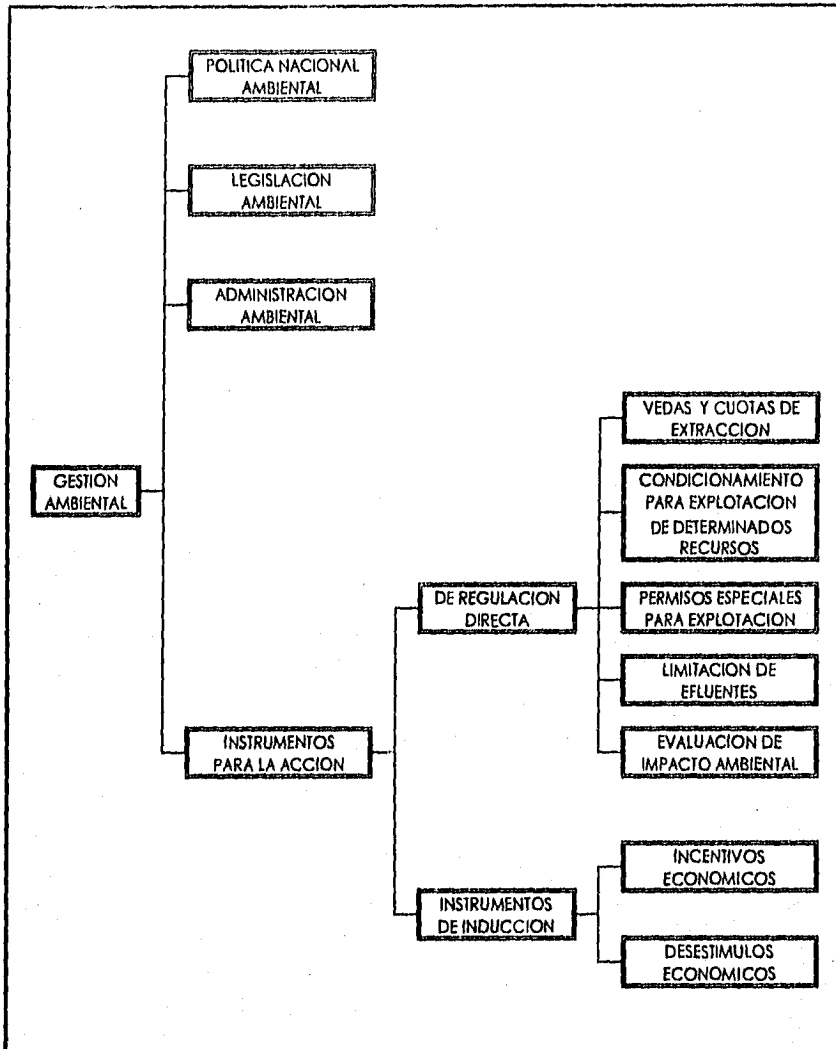 POLITICA NACIONAL
AMBIENTAL
LEGISLACION
AMBIENTAL
ADMINISTRACION
AMBIENTAL
GESTION
AMBIENTAL
INSTRUMENTOS
PARA LA ACCION
DE REGULACION
DIRECTA
VEDAS Y CUOTAS DE
EXTRACCION
CONDICIONAMIENTO
PARA EXPLOTACION
DE DETERMINADOS
RECURSOS
PERMISOS ESPECIALES
PARA EXPLOTACION
LIMITACION DE
EFLUENTES
EVALUACION DE
IMPACTO AMBIENTAL
INSTRUMENTOS
DE INDUCCION
INCENTIVOS
ECONOMICOS
DESESTIMULOS
ECONOMICOS